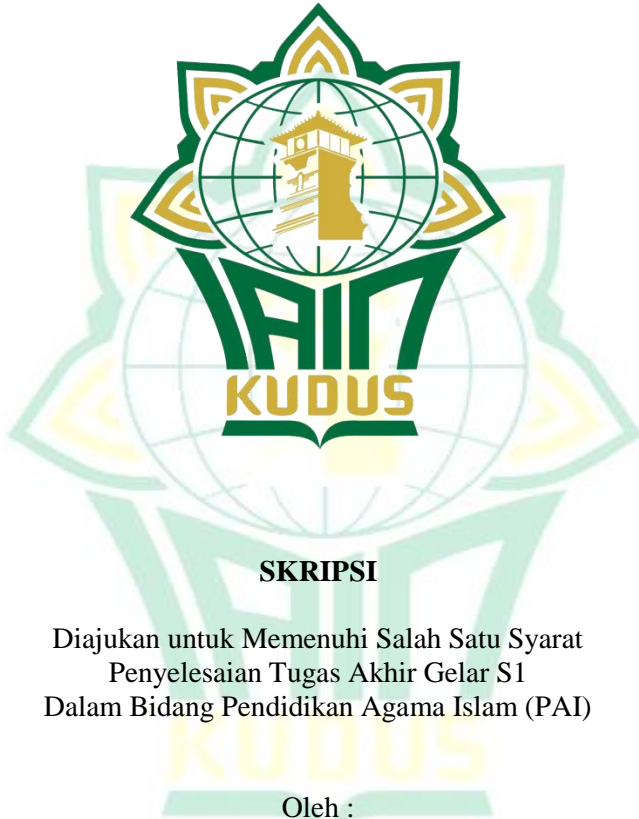 IAIN
KUDUS
SKRIPSI
Diajukan untuk Memenuhi Salah Satu Syarat
Penyelesaian Tugas Akhir Gelar S1
Dalam Bidang Pendidikan Agama Islam (PAI)
KUDUS
Oleh :